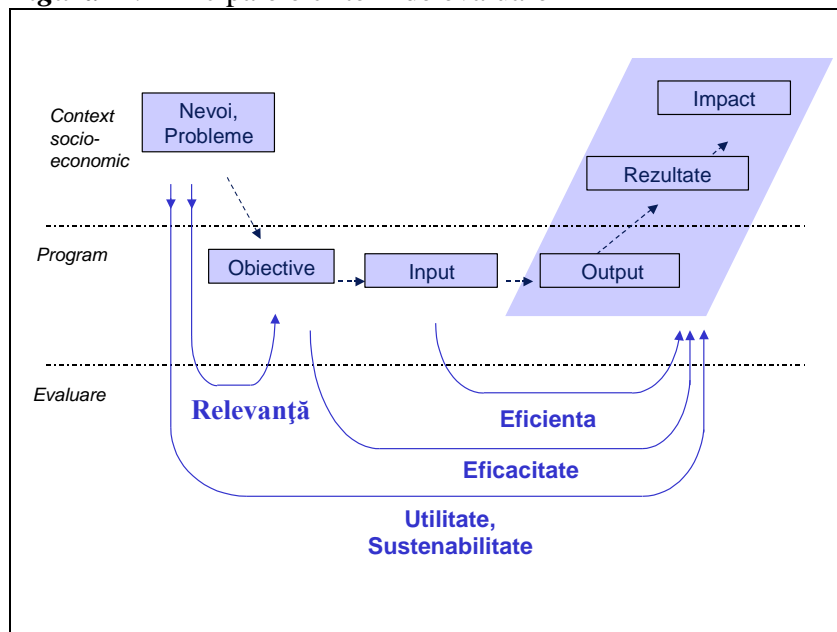 Context
socio-
economic
Nevoi,
Probleme
Impact
Rezultate
Program
Obiective
Input
Output
Evaluare
Relevanţă
Eficienta
Eficacitate
Utilitate,
Sustenabilitate